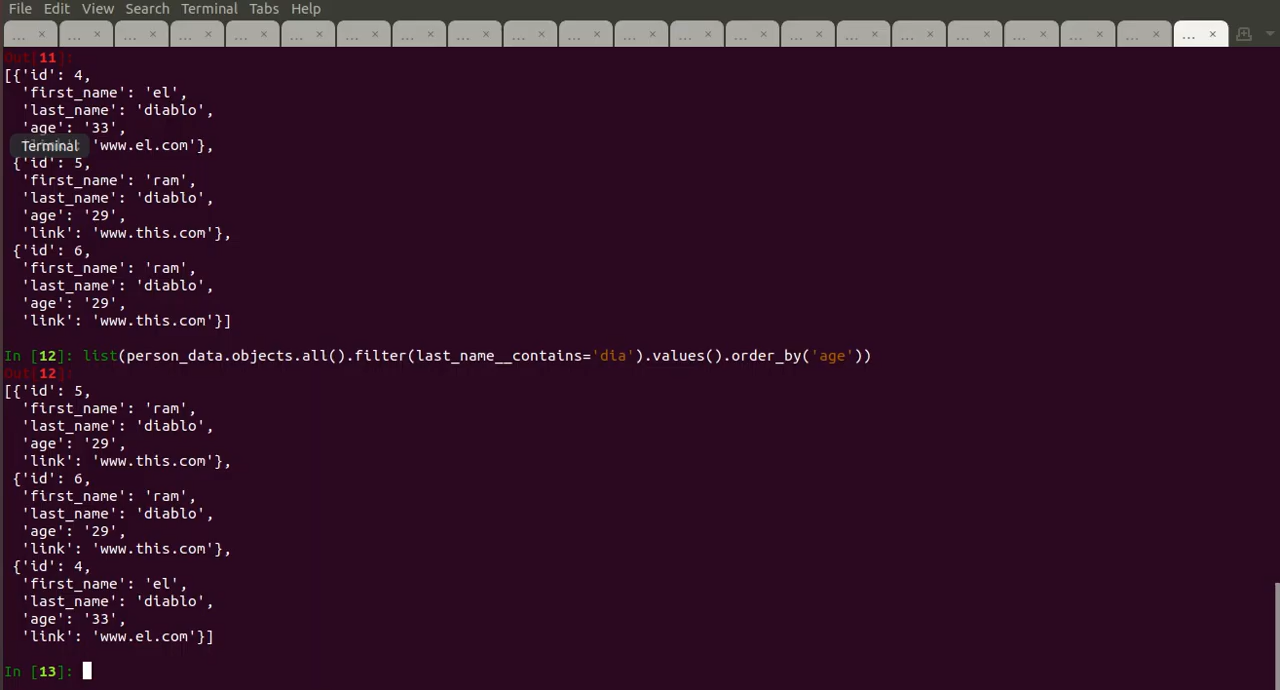 File Edit View Search Terminal Tabs Help
... × ... × ... × ... × ... × ... × ... × ... × ... × ... × ... × ... × ... × ... × ... × ... × ... × ... × ... × ... × ... × ... ×
Out[11]:
[{'id': 4,
'first_name': 'el',
'last_name': 'diablo',
'age': '33',
Terminal 'www.el.com'},
{'id': 5,
'first_name': 'ram',
'last_name': 'diablo',
'age': '29',
'link': 'www.this.com'},
{'id': 6,
'first_name': 'ram',
'last_name': 'diablo',
'age': '29',
'link': 'www.this.com'}]
In [12]: list(person_data.objects.all().filter(last_name__contains='dia').values().order_by('age'))
Out[12]:
[{'id': 5,
'first_name': 'ram',
'last_name': 'diablo',
'age': '29',
'link': 'www.this.com'},
{'id': 6,
'first_name': 'ram',
'last_name': 'diablo',
'age': '29',
'link': 'www.this.com'},
{'id': 4,
'first_name': 'el',
'last_name': 'diablo',
'age': '33',
'link': 'www.el.com'}]
In [13]: